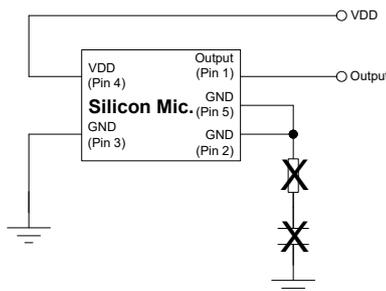 VDD
VDD
(Pin 4)
Output
(Pin 1)
Output
Silicon Mic.
GND
(Pin 5)
GND
(Pin 3)
GND
(Pin 2)